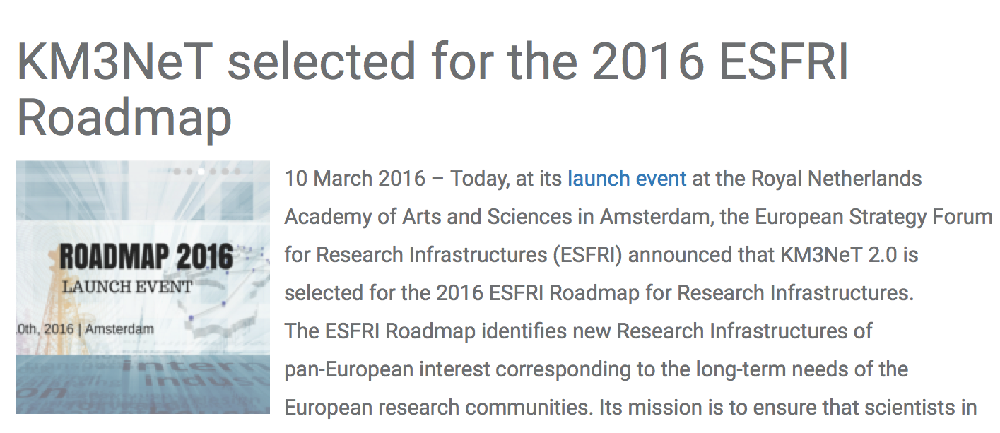 KM3NeT selected for the 2016 ESFRI
Roadmap
ROADMAP 2016
LAUNCH EVENT
.0th, 2016 | Amsterdam
intern
indust
on
10 March 2016 – Today, at its launch event at the Royal Netherlands
Academy of Arts and Sciences in Amsterdam, the European Strategy Forum
for Research Infrastructures (ESFRI) announced that KM3NeT 2.0 is
selected for the 2016 ESFRI Roadmap for Research Infrastructures.
The ESFRI Roadmap identifies new Research Infrastructures of
pan-European interest corresponding to the long-term needs of the
European research communities. Its mission is to ensure that scientists in